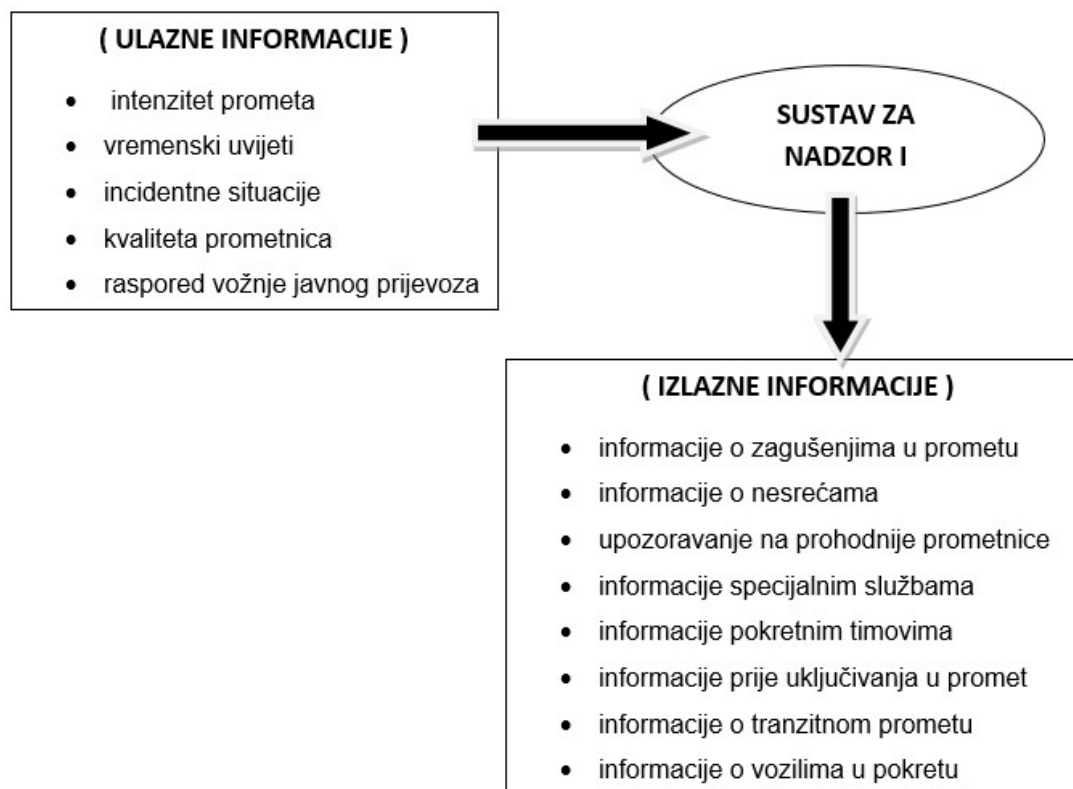 ( ULAZNE INFORMACIJE )
• intenzitet prometa
• vremenski uvijeti
• incidentne situacije
• kvaliteta prometnica
• raspored vožnje javnog prijevoza
SUSTAV ZA
NADZOR I
( IZLAZNE INFORMACIJE )
• informacije o zagušenjima u prometu
• informacije o nesrećama
• upozoravanje na prohodnije prometnice
• informacije specijalnim službama
• informacije pokretnim timovima
• informacije prije uključivanja u promet
• informacije o tranzitnom prometu
• informacije o vozilima u pokretu